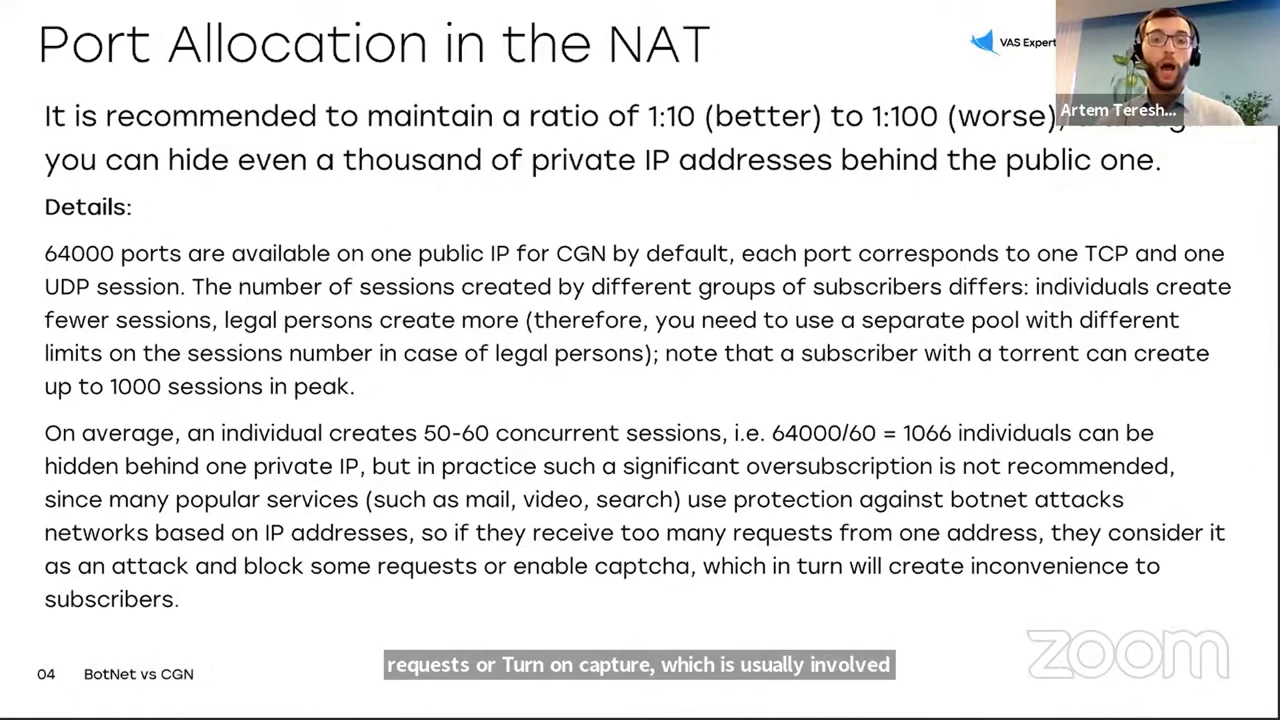 Port Allocation in the NAT
VAS Expert
Artem Teresh...
It is recommended to maintain a ratio of 1:10 (better) to 1:100 (worse),
you can hide even a thousand of private IP addresses behind the public one.
Details:
64000 ports are available on one public IP for CGN by default, each port corresponds to one TCP and one
UDP session. The number of sessions created by different groups of subscribers differs: individuals create
fewer sessions, legal persons create more (therefore, you need to use a separate pool with different
limits on the sessions number in case of legal persons); note that a subscriber with a torrent can create
up to 1000 sessions in peak.
On average, an individual creates 50-60 concurrent sessions, i.e. 64000/60 = 1066 individuals can be
hidden behind one private IP, but in practice such a significant oversubscription is not recommended,
since many popular services (such as mail, video, search) use protection against botnet attacks
networks based on IP addresses, so if they receive too many requests from one address, they consider it
as an attack and block some requests or enable captcha, which in turn will create inconvenience to
subscribers.
requests or Turn on capture, which is usually involved
04 BotNet vs CGN
zoom